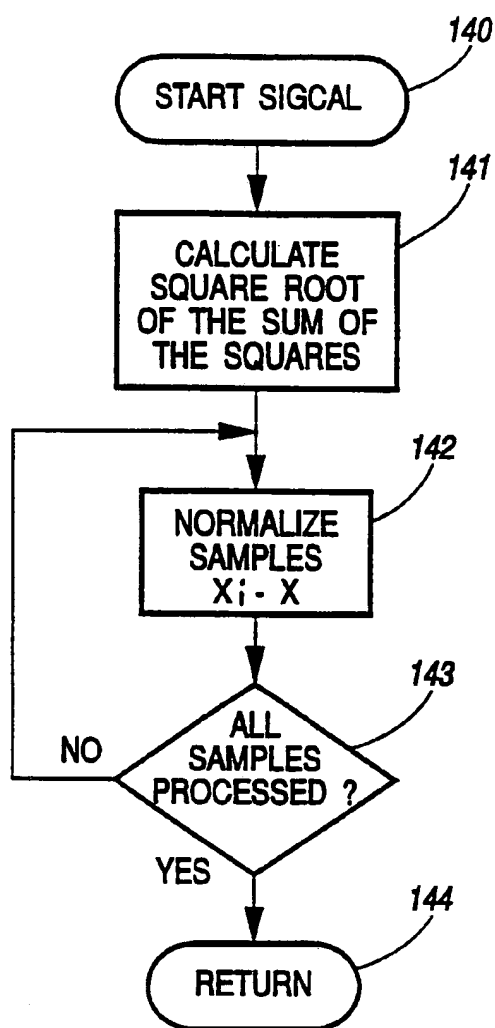 140
START SIGCAL
141
CALCULATE
SQUARE ROOT
OF THE SUM OF
THE SQUARES
142
NORMALIZE
SAMPLES
Xi - X
143
ALL
SAMPLES
PROCESSED ?
NO
YES
144
RETURN